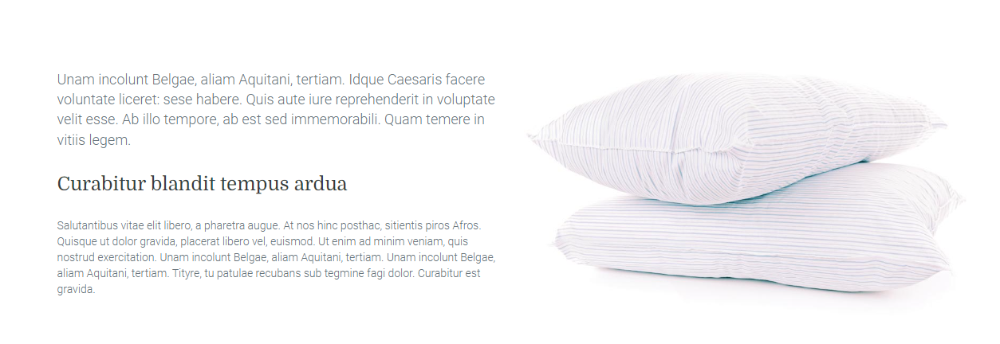 Unam incolunt Belgae, aliam Aquitani, tertiam. Idque Caesaris facere
voluntate liceret: sese habere. Quis aute iure reprehenderit in voluptate
velit esse. Ab illo tempore, ab est sed immemorabili. Quam temere in
vitiis legem.
Curabitur blandit tempus ardua
Salutantibus vitae elit libero, a pharetra augue. At nos hinc posthac, sitientis piros Afros.
Quisque ut dolor gravida, placerat libero vel, euismod. Ut enim ad minim veniam, quis
nostrud exercitation. Unam incolunt Belgae, aliam Aquitani, tertiam. Unam incolunt Belgae,
aliam Aquitani, tertiam. Tityre, tu patulae recubans sub tegmine fagi dolor. Curabitur est
gravida.